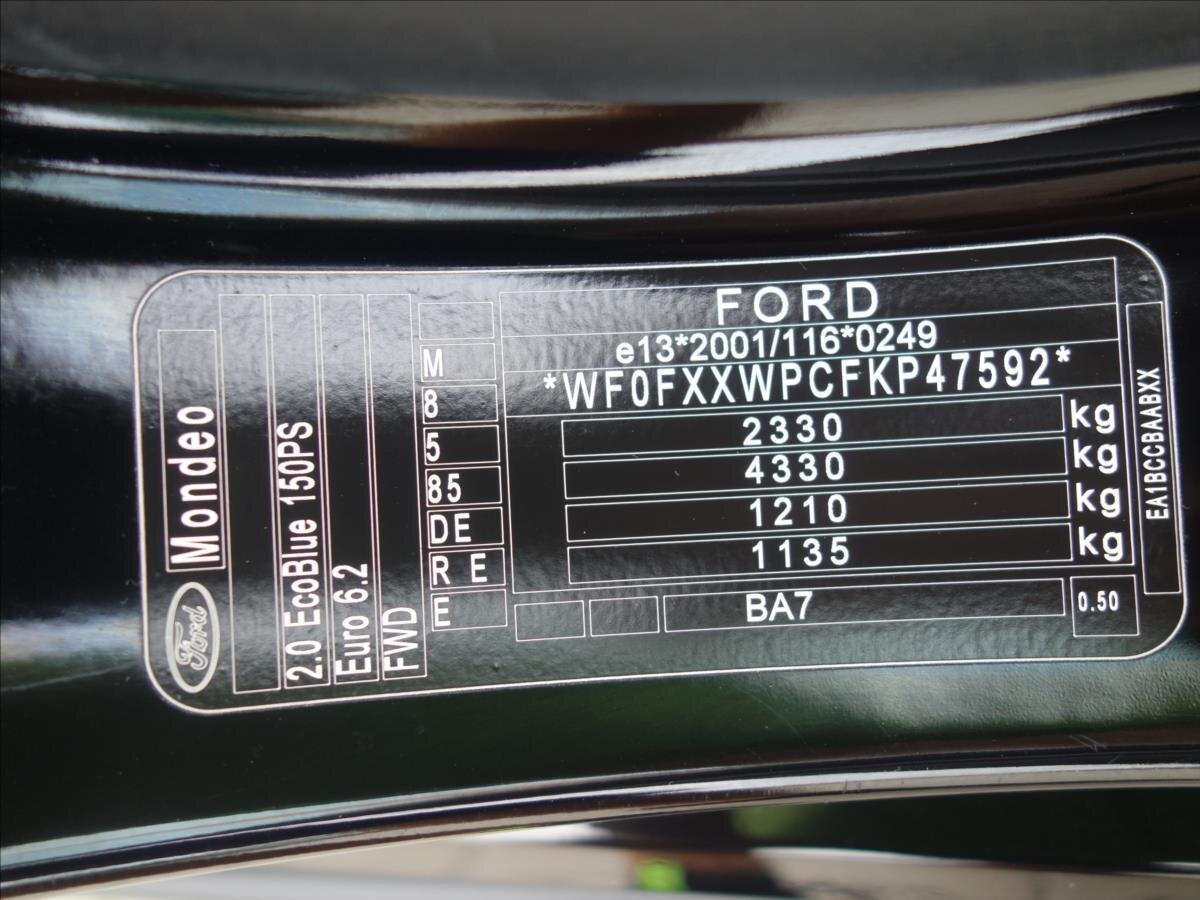 FORD
e13*2001/116*0249
*WF0FXXWPCFKP47592*
2330 kg
4330 kg
1210 kg
1135 kg
BA7
0.50
EA1BCCBAABXX
M
8
5
85
DE
R E
E
Ford
Mondeo
2.0 EcoBlue 150PS
Euro 6.2
FWD